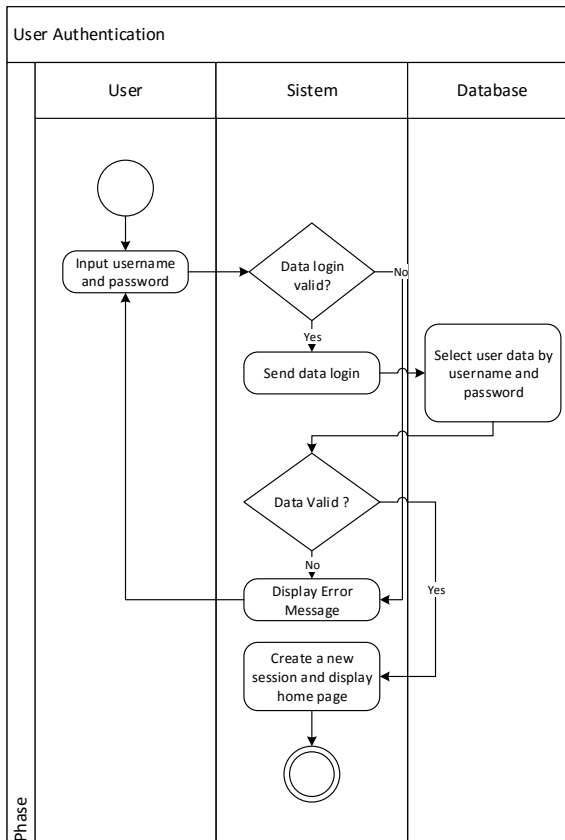 User Authentication
User
Sistem
Database
Input username
and password
Data login
valid?
No
Yes
Send data login
Select user data by
username and
password
Data Valid ?
No
Yes
Display Error
Message
Create a new
session and display
home page
Phase